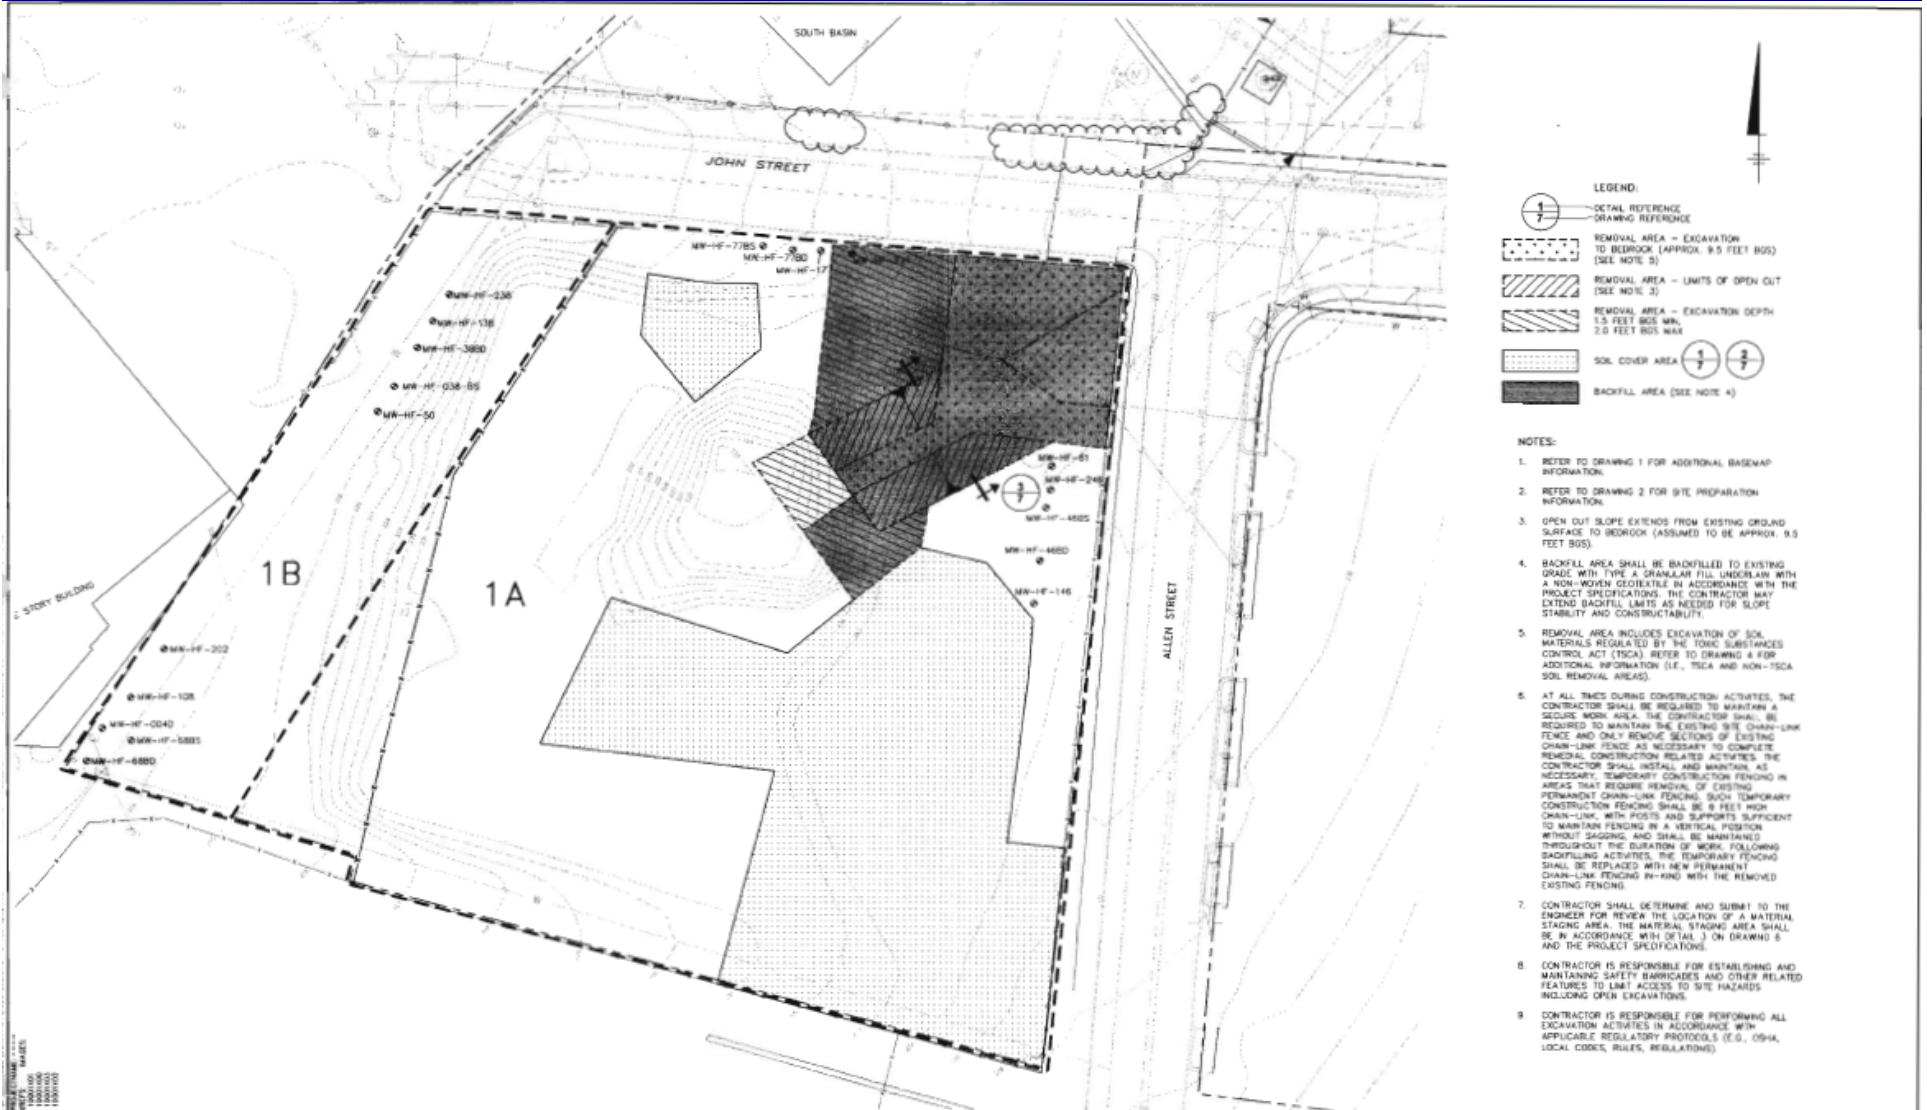 SOUTH BASIN
JOHN STREET
MW-HF-77BS
MW-HF-77BD
MW-HF-17
MW-HF-23B
MW-HF-13B
MW-HF-38BD
MW-HF-03B-BS
MW-HF-50
MW-HF-61
MW-HF-24B
MW-HF-46BS
MW-HF-46BD
MW-HF-146
3
7
1B
1A
STORY BUILDING
ALLEN STREET
MW-HF-202
MW-HF-10B
MW-HF-004D
MW-HF-68BS
MW-HF-68BD
LEGEND:
1
7
DETAIL REFERENCE
DRAWING REFERENCE
REMOVAL AREA - EXCAVATION
TO BEDROCK (APPROX. 9.5 FEET BGS)
(SEE NOTE 5)
REMOVAL AREA - LIMITS OF OPEN CUT
(SEE NOTE 3)
REMOVAL AREA - EXCAVATION DEPTH
1.5 FEET BGS MIN,
2.0 FEET BGS MAX
SOIL COVER AREA
1
7
2
7
BACKFILL AREA (SEE NOTE 4)
NOTES:
1. REFER TO DRAWING 1 FOR ADDITIONAL BASEMAP
INFORMATION.
2. REFER TO DRAWING 2 FOR SITE PREPARATION
INFORMATION.
3. OPEN CUT SLOPE EXTENDS FROM EXISTING GROUND
SURFACE TO BEDROCK (ASSUMED TO BE APPROX. 9.5
FEET BGS).
4. BACKFILL AREA SHALL BE BACKFILLED TO EXISTING
GRADE WITH TYPE A GRANULAR FILL UNDERLAIN WITH
A NON-WOVEN GEOTEXTILE IN ACCORDANCE WITH THE
PROJECT SPECIFICATIONS. THE CONTRACTOR MAY
EXTEND BACKFILL LIMITS AS NEEDED FOR SLOPE
STABILITY AND CONSTRUCTABILITY.
5. REMOVAL AREA INCLUDES EXCAVATION OF SOIL
MATERIALS REGULATED BY THE TOXIC SUBSTANCES
CONTROL ACT (TSCA). REFER TO DRAWING 4 FOR
ADDITIONAL INFORMATION (I.E., TSCA AND NON-TSCA
SOIL REMOVAL AREAS).
6. AT ALL TIMES DURING CONSTRUCTION ACTIVITIES, THE
CONTRACTOR SHALL BE REQUIRED TO MAINTAIN A
SECURE WORK AREA. THE CONTRACTOR SHALL BE
REQUIRED TO MAINTAIN THE EXISTING SITE CHAIN-LINK
FENCE AND ONLY REMOVE SECTIONS OF EXISTING
CHAIN-LINK FENCE AS NECESSARY TO COMPLETE
REMEDIAL CONSTRUCTION RELATED ACTIVITIES. THE
CONTRACTOR SHALL INSTALL AND MAINTAIN, AS
NECESSARY, TEMPORARY CONSTRUCTION FENCING IN
AREAS THAT REQUIRE REMOVAL OF EXISTING
PERMANENT CHAIN-LINK FENCING. SUCH TEMPORARY
CONSTRUCTION FENCING SHALL BE 6 FEET HIGH
CHAIN-LINK, WITH POSTS AND SUPPORTS SUFFICIENT
TO MAINTAIN FENCING IN A VERTICAL POSITION
WITHOUT SAGGING, AND SHALL BE MAINTAINED
THROUGHOUT THE DURATION OF WORK. FOLLOWING
BACKFILLING ACTIVITIES, THE TEMPORARY FENCING
SHALL BE REPLACED WITH NEW PERMANENT
CHAIN-LINK FENCING IN-KIND WITH THE REMOVED
EXISTING FENCING.
7. CONTRACTOR SHALL DETERMINE AND SUBMIT TO THE
ENGINEER FOR REVIEW THE LOCATION OF A MATERIAL
STAGING AREA. THE MATERIAL STAGING AREA SHALL
BE IN ACCORDANCE WITH DETAIL 3 ON DRAWING 6
AND THE PROJECT SPECIFICATIONS.
8. CONTRACTOR IS RESPONSIBLE FOR ESTABLISHING AND
MAINTAINING SAFETY BARRICADES AND OTHER RELATED
FEATURES TO LIMIT ACCESS TO SITE HAZARDS
INCLUDING OPEN EXCAVATIONS.
9. CONTRACTOR IS RESPONSIBLE FOR PERFORMING ALL
EXCAVATION ACTIVITIES IN ACCORDANCE WITH
APPLICABLE REGULATORY PROTOCOLS (E.G., OSHA,
LOCAL CODES, RULES, REGULATIONS).